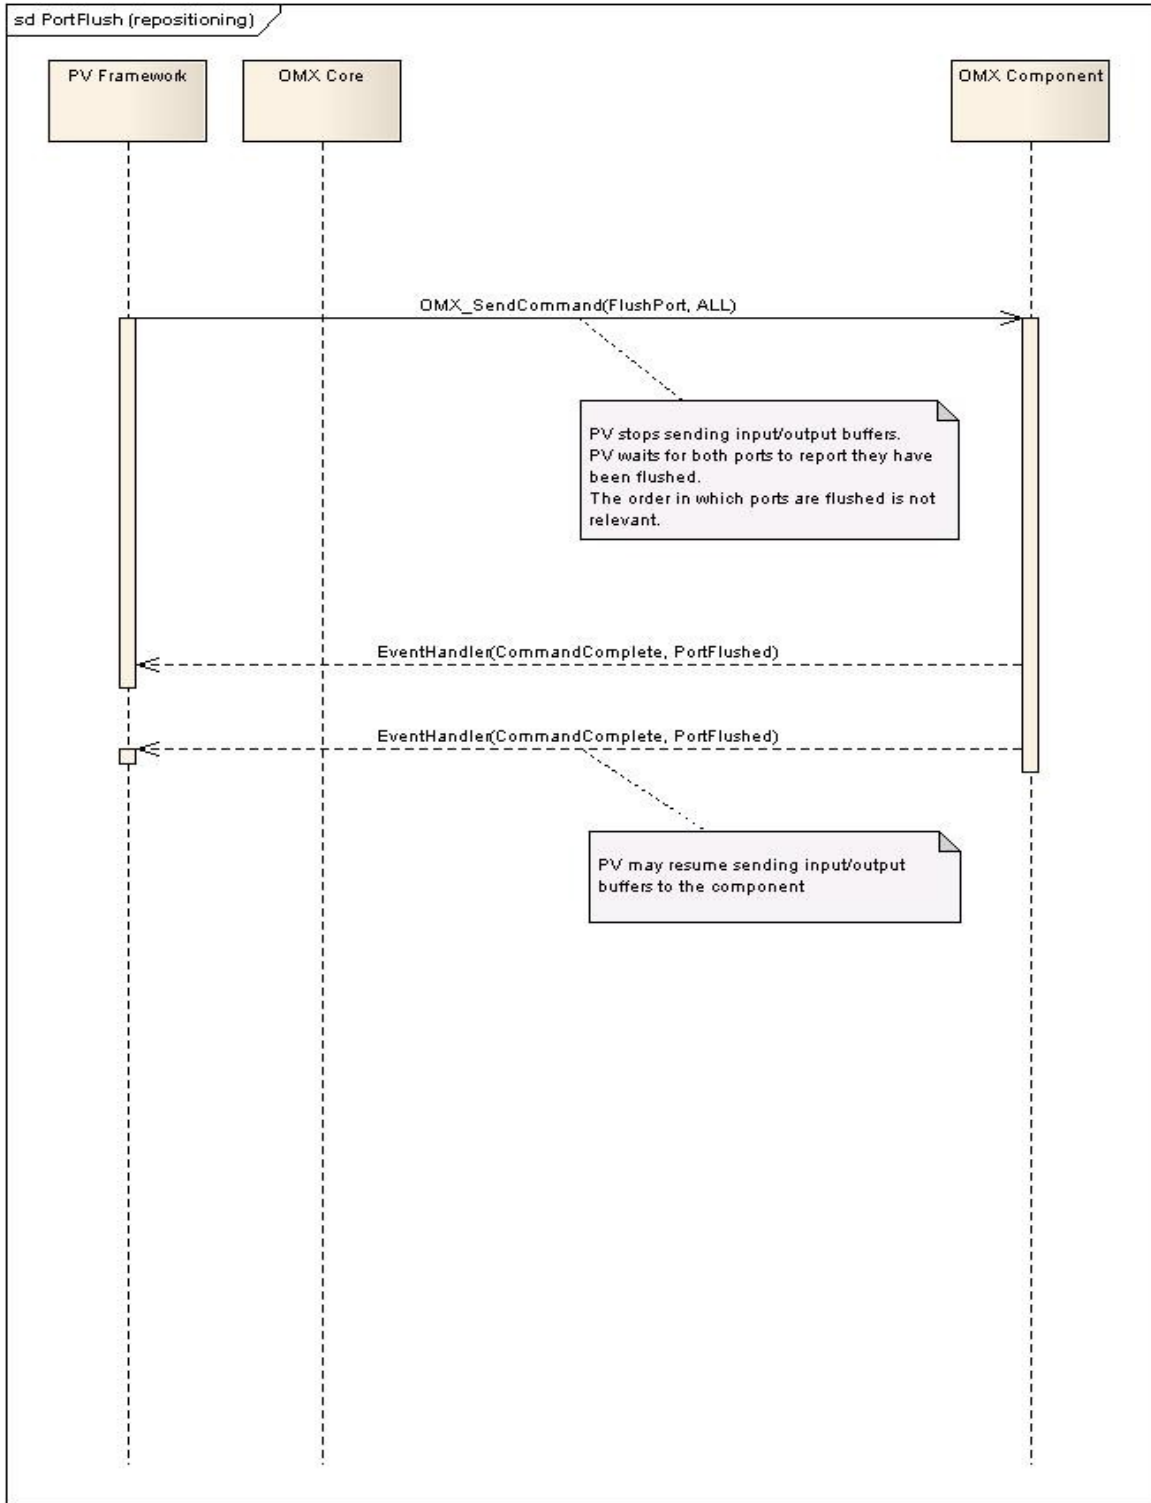 sd PortFlush (repositioning)
PV Framework
OMX Core
OMX Component
OMX_SendCommand(FlushPort, ALL)
PV stops sending input/output buffers.
PV waits for both ports to report they have
been flushed.
The order in which ports are flushed is not
relevant.
EventHandler(CommandComplete, PortFlushed)
EventHandler(CommandComplete, PortFlushed)
PV may resume sending input/output
buffers to the component